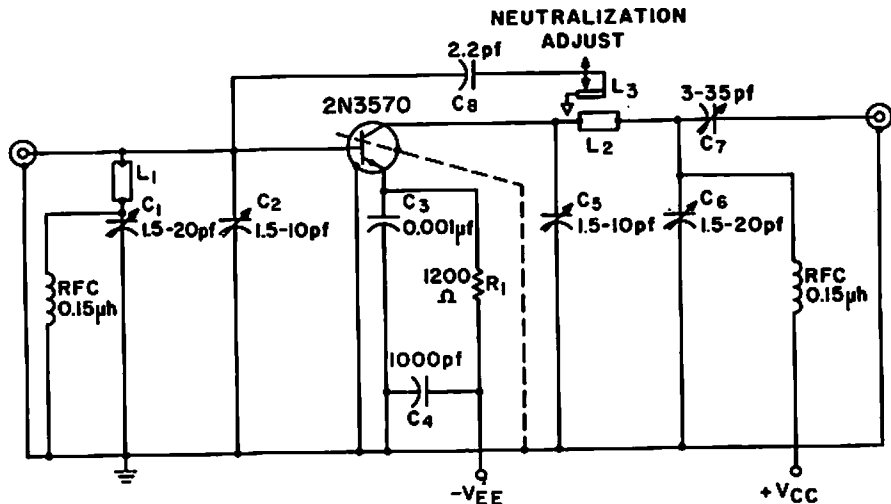 NEUTRALIZATION
ADJUST
2.2pf
C8
L3
2N3570
3-35pf
C7
L2
L1
C1
1.5-20pf
C2
1.5-10pf
C3
0.001µf
C5
1.5-10pf
C6
1.5-20pf
RFC
0.15µh
1200
Ω
R1
RFC
0.15µh
1000pf
C4
-VEE
+VCC